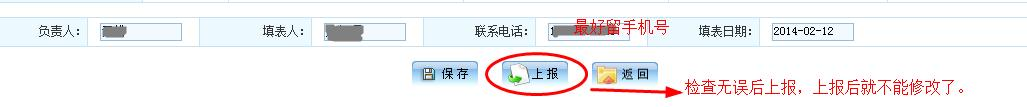 负责人: 填表人: 联系电话: 1 最好留手机号 填表日期: 2014-02-12
保存 上报 返回
检查无误后上报，上报后就不能修改了。